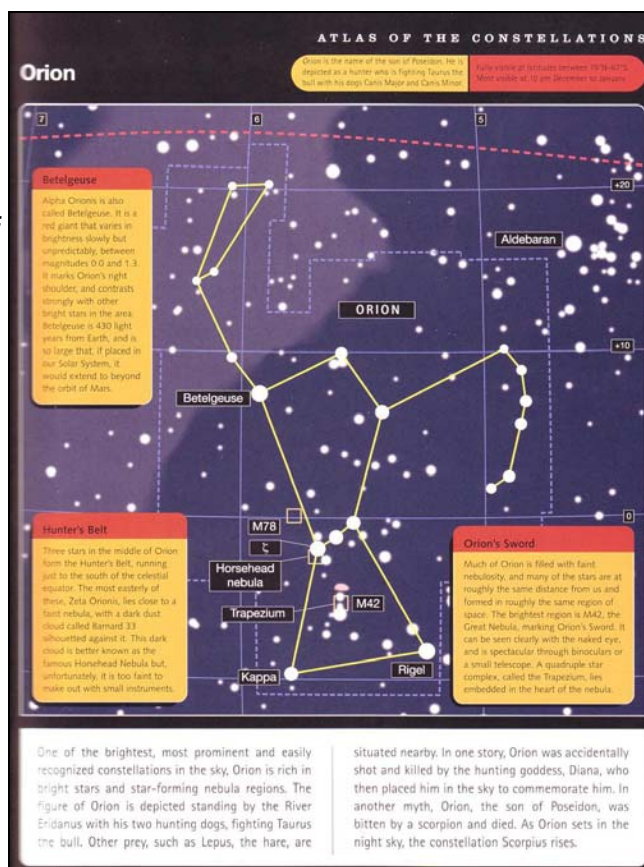 ATLAS OF THE CONSTELLATIONS
Orion
Orion is the name of the son of Poseidon. He is
depicted as a hunter who is fighting Taurus the
bull with his dogs Canis Major and Canis Minor.
Fully visible at latitudes between
Most visible at 10 pm December to January
7
6
5
Betelgeuse
Alpha Orionis is also
called Betelgeuse. It is a
red giant that varies in
brightness slowly but
unpredictably, between
magnitudes 0.0 and 1.3.
It marks Orion's right
shoulder, and contrasts
strongly with other
bright stars in the area.
Betelgeuse is 430 light
years from Earth, and is
so large that, if placed in
our Solar System, it
would extend to beyond
the orbit of Mars.
+20
Aldebaran
ORION
+10
Betelgeuse
M78
0
ζ
Horsehead
nebula
Trapezium
M42
Kappa
Rigel
Hunter's Belt
Three stars in the middle of Orion
form the Hunter's Belt, running
just to the south of the celestial
equator. The most easterly of
these, Zeta Orionis, lies close to a
faint nebula, with a dark dust
cloud called Barnard 33
silhouetted against it. This dark
cloud is better known as the
famous Horsehead Nebula but,
unfortunately, it is too faint to
make out with small instruments.
Orion's Sword
Much of Orion is filled with faint
nebulosity, and many of the stars are at
roughly the same distance from us and
formed in roughly the same region of
space. The brightest region is M42, the
Great Nebula, marking Orion's Sword. It
can be seen clearly with the naked eye,
and is spectacular through binoculars or
a small telescope. A quadruple star
complex, called the Trapezium, lies
embedded in the heart of the nebula.
One of the brightest, most prominent and easily
recognized constellations in the sky, Orion is rich in
bright stars and star-forming nebula regions. The
figure of Orion is depicted standing by the River
Eridanus with his two hunting dogs, fighting Taurus
the bull. Other prey, such as Lepus, the hare, are
situated nearby. In one story, Orion was accidentally
shot and killed by the hunting goddess, Diana, who
then placed him in the sky to commemorate him. In
another myth, Orion, the son of Poseidon, was
bitten by a scorpion and died. As Orion sets in the
night sky, the constellation Scorpius rises.